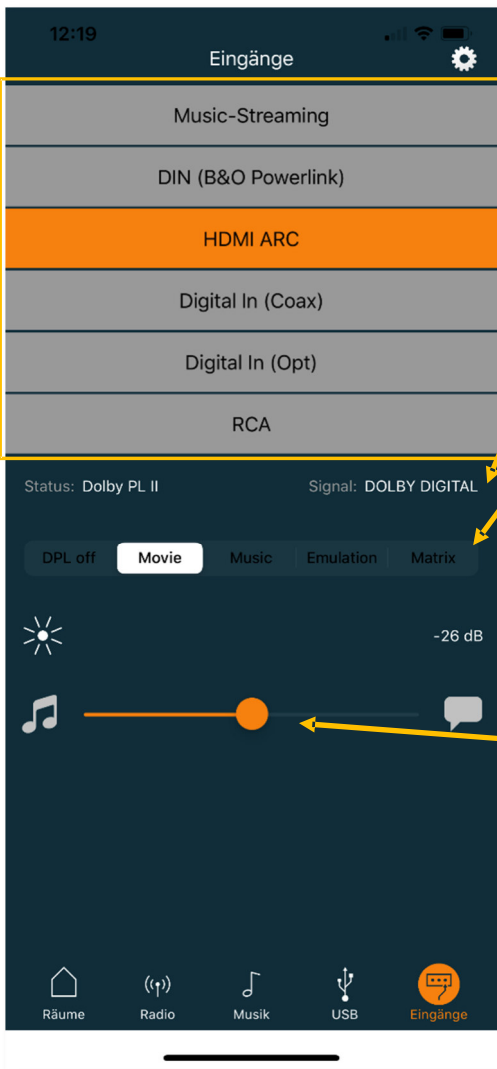 12:19
Eingänge
Music-Streaming
DIN (B&O Powerlink)
HDMI ARC
Digital In (Coax)
Digital In (Opt)
RCA
Status: Dolby PL II Signal: DOLBY DIGITAL
DPL off Movie Music Emulation Matrix
-26 dB
Räume Radio Musik USB Eingänge